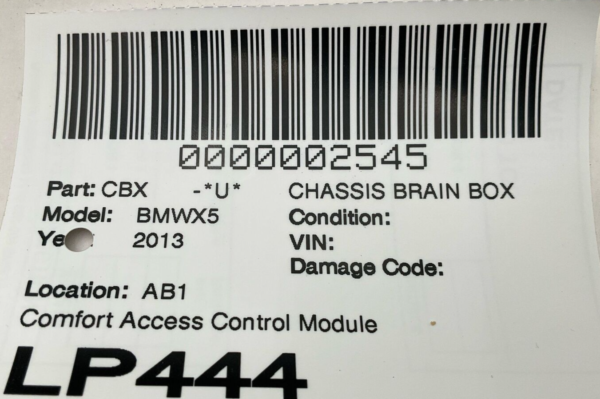 0000002545
Part: CBX -*U* CHASSIS BRAIN BOX
Model: BMWX5 Condition:
2013 VIN:
Damage Code:
Location: AB1
Comfort Access Control Module
LP444